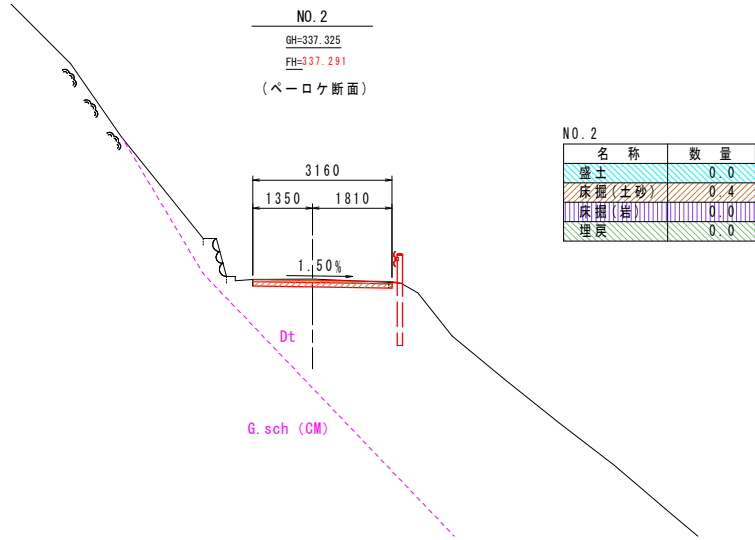 NO.2
GH=337.325
FH=337.291
(ペーロケ断面)
3160
1350 1810
1.50%
Dt
G.sch (CM)
NO.2
名 称 数 量
盛土 0.0
床掘(土砂) 0.4
床掘(岩) 0.0
埋戻 0.0